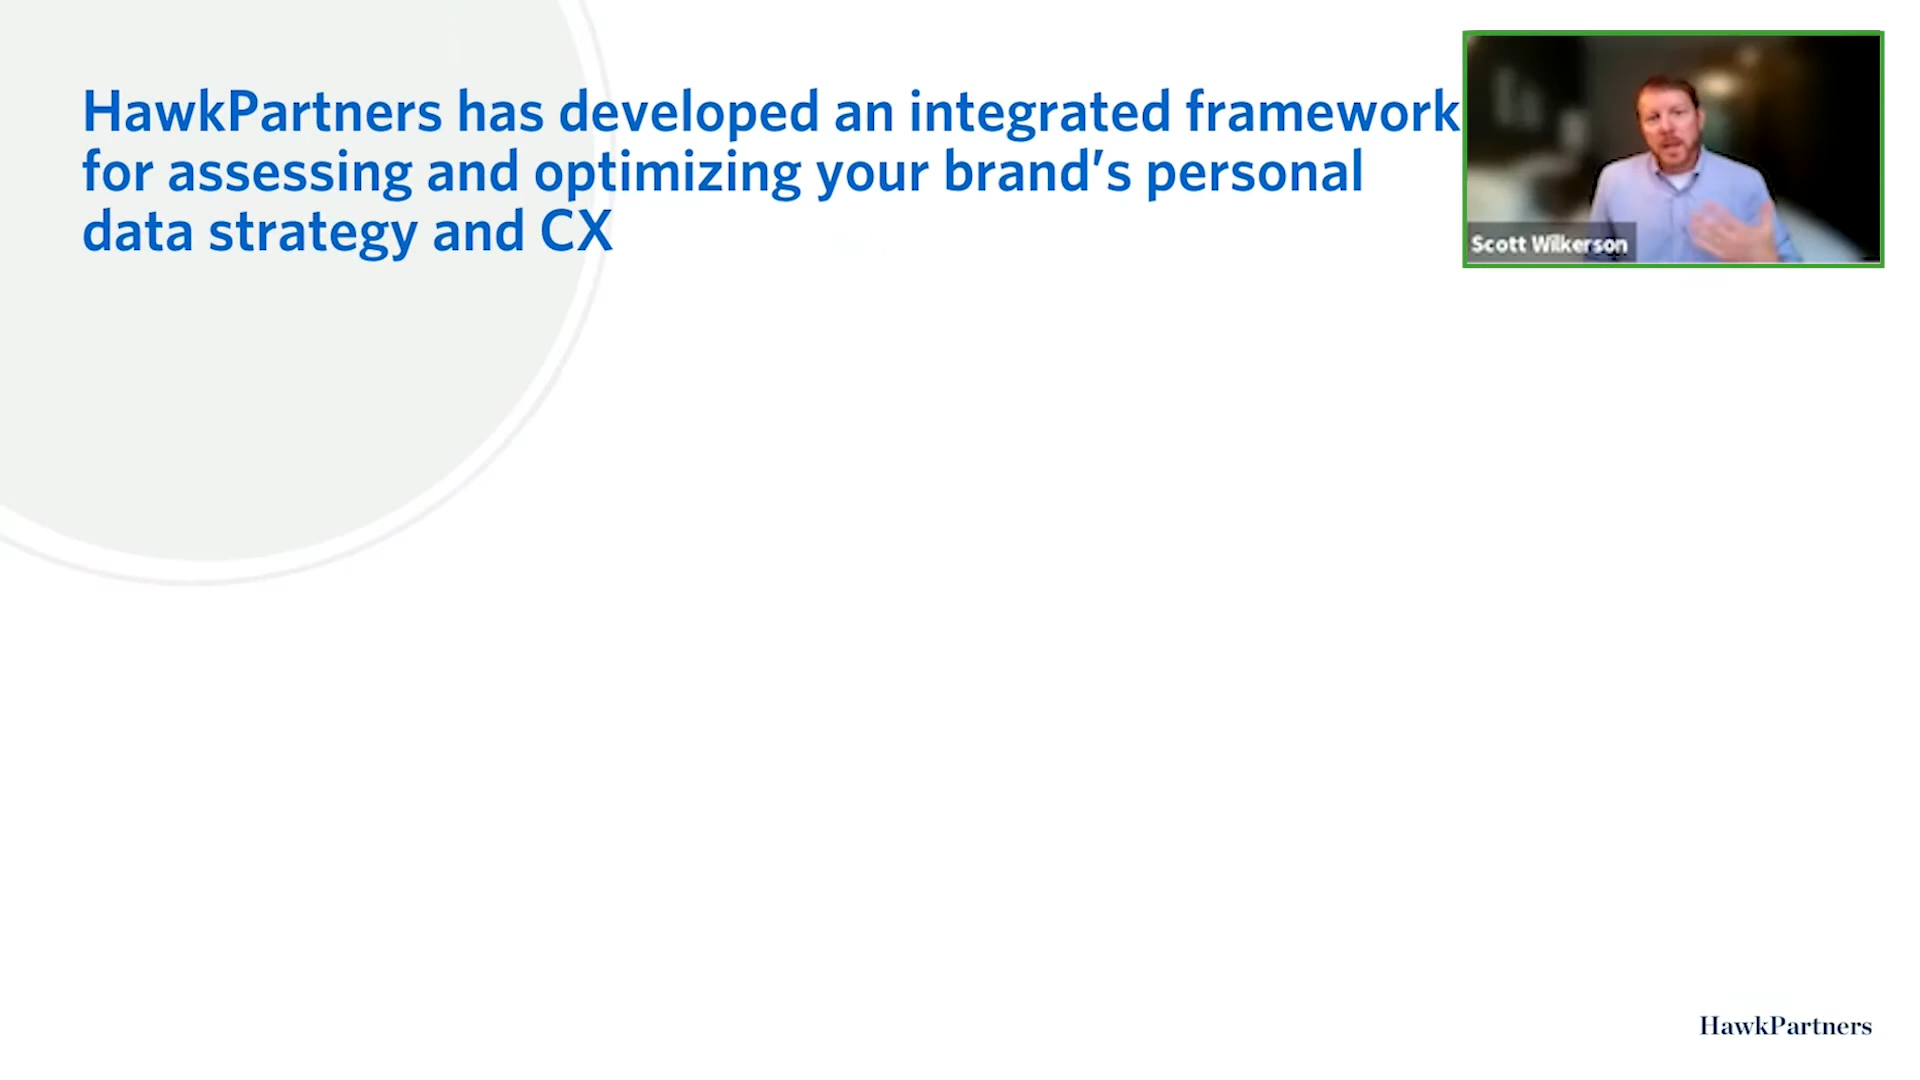 HawkPartners has developed an integrated framework
for assessing and optimizing your brand’s personal
data strategy and CX
Scott Wilkerson
HawkPartners